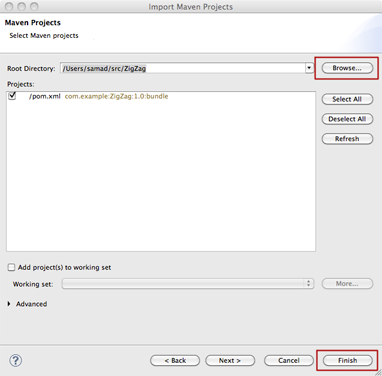 Import Maven Projects
Maven Projects
Select Maven projects
Root Directory: /Users/samad/src/ZigZag Browse...
Projects:
/pom.xml com.example:ZigZag:1.0:bundle
Select All
Deselect All
Refresh
Add project(s) to working set
Working set: More...
Advanced
? < Back Next > Cancel Finish